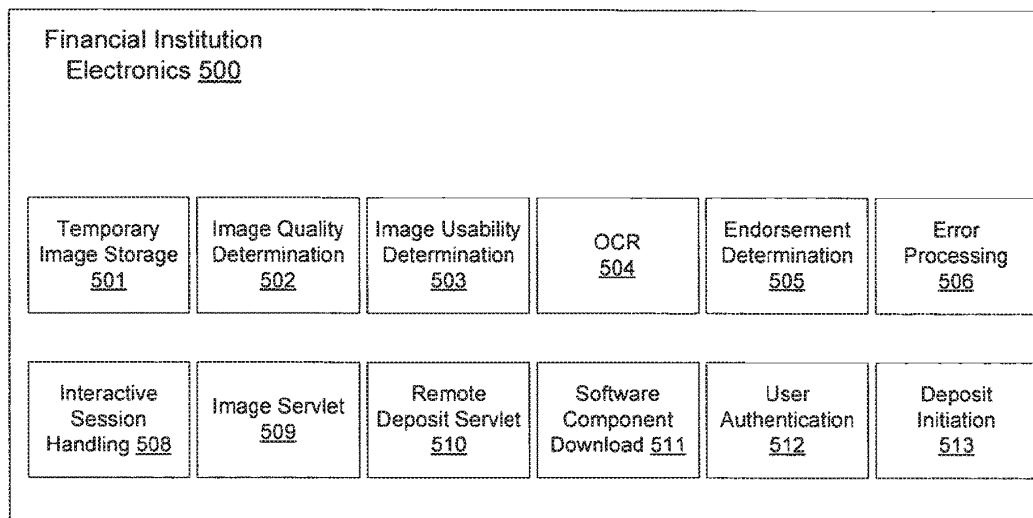 Financial Institution
Electronics 500
Temporary
Image Storage
501
Image Quality
Determination
502
Image Usability
Determination
503
OCR
504
Endorsement
Determination
505
Error
Processing
506
Interactive
Session
Handling 508
Image Servlet
509
Remote
Deposit Servlet
510
Software
Component
Download 511
User
Authentication
512
Deposit
Initiation
513